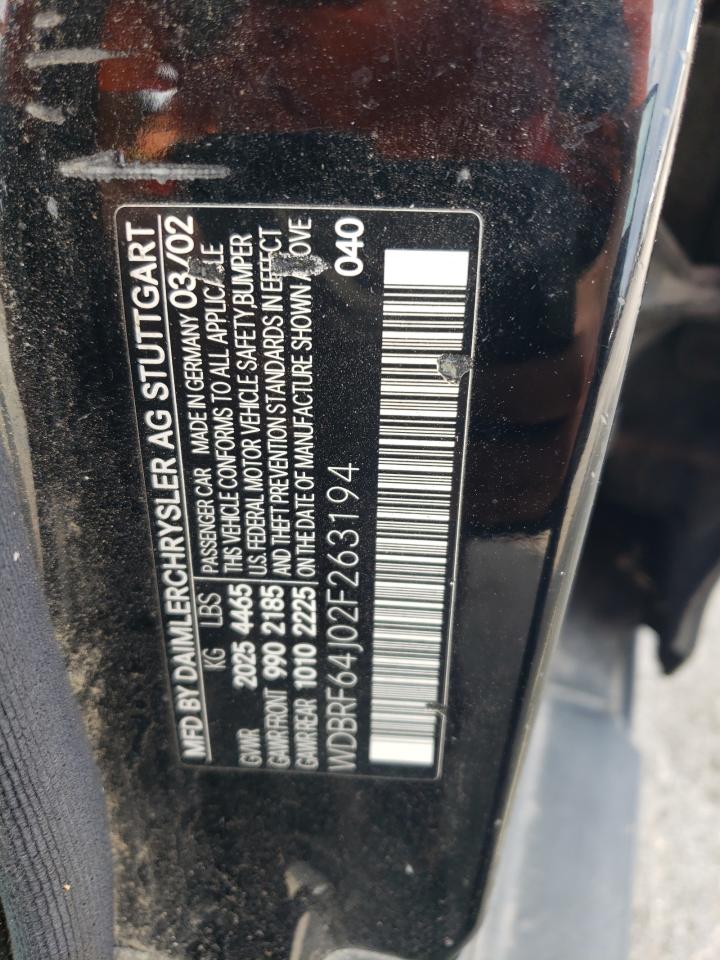 MFD BY DAIMLERCHRYSLER AG STUTTGART
KG LBS PASSENGER CAR MADE IN GERMANY 03/02
GVWR 2025 4465 THIS VEHICLE CONFORMS TO ALL APPLICABLE
U.S. FEDERAL MOTOR VEHICLE SAFETY, BUMPER
GAWR FRONT 990 2185 AND THEFT PREVENTION STANDARDS IN EFFECT
GAWR REAR 1010 2225 ON THE DATE OF MANUFACTURE SHOWN ABOVE
WDBRF64J02F263194 040